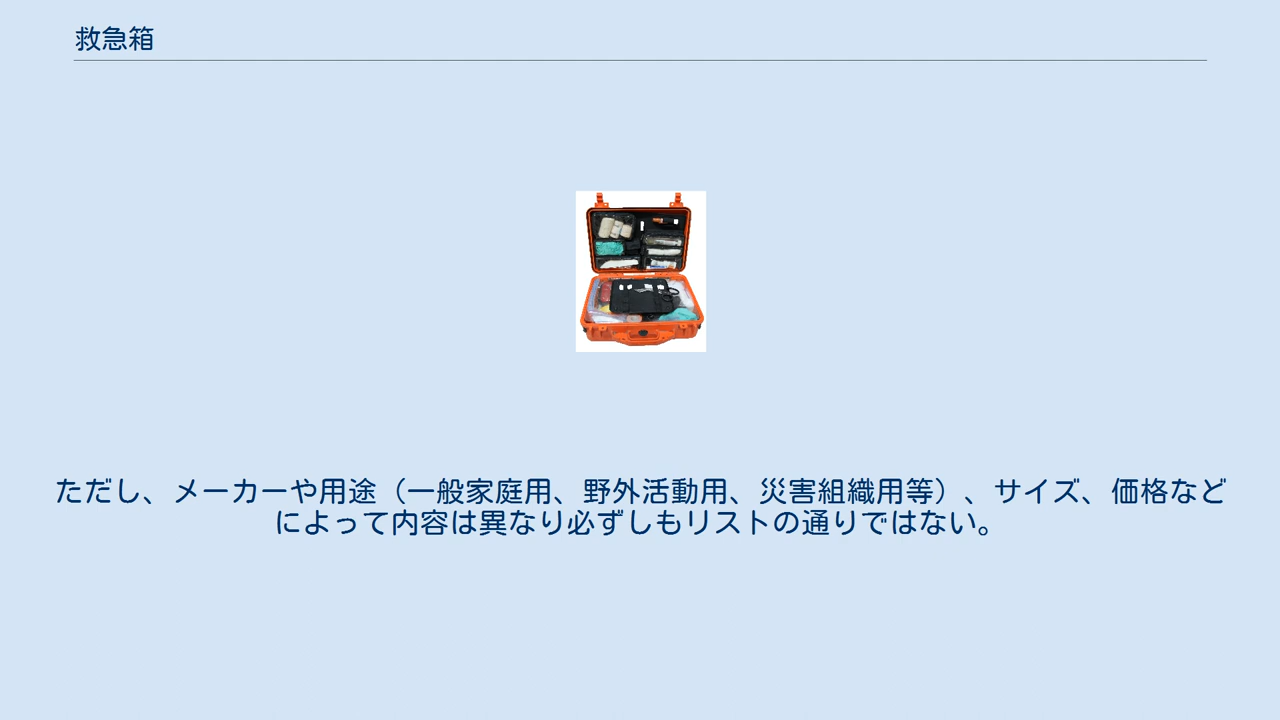 救急箱
ただし、メーカーや用途（一般家庭用、野外活動用、災害組織用等）、サイズ、価格など
によって内容は異なり必ずしもリストの通りではない。